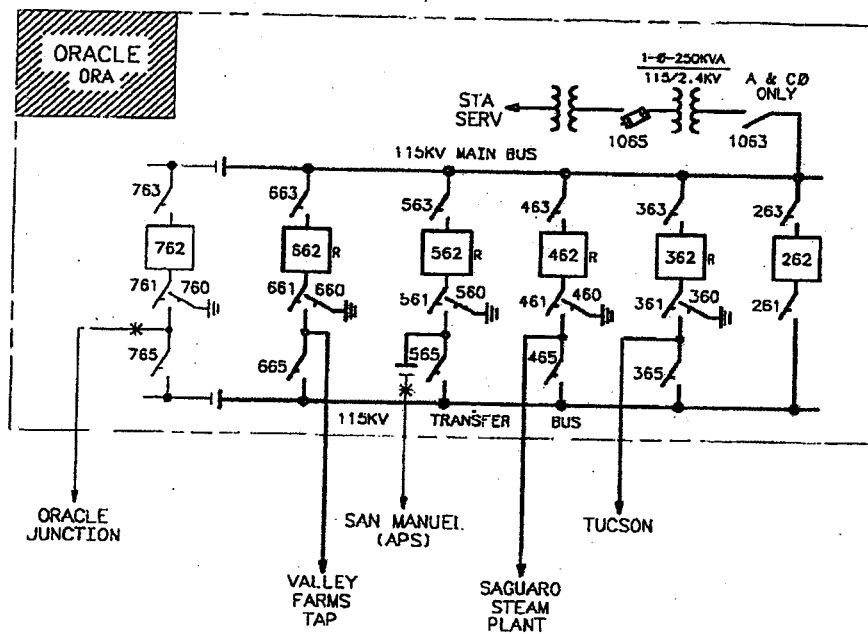 ORACLE
ORA
1-Ø-250KVA
115/2.4KV
A & CØ
ONLY
STA
SERV
1065
1063
115KV MAIN BUS
763
663
563
463
363
263
762
662
R
562
R
462
R
362
R
262
761
760
661
660
561
560
461
460
361
360
261
765
665
565
465
365
115KV TRANSFER BUS
ORACLE
JUNCTION
SAN MANUEL
(APS)
TUCSON
VALLEY
FARMS
TAP
SAGUARO
STEAM
PLANT